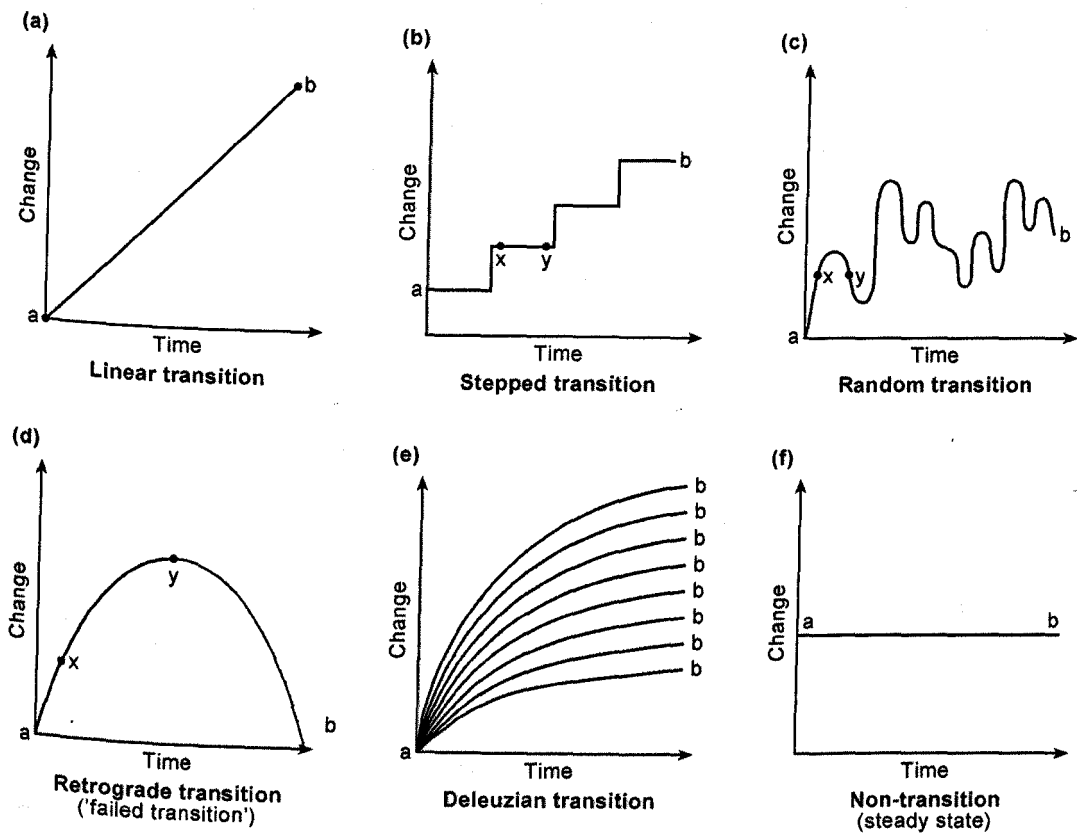 (a)
Change
b
a
Time
Linear transition
(b)
Change
b
x
y
a
Time
Stepped transition
(c)
Change
b
x
y
a
Time
Random transition
(d)
Change
y
x
a
b
Time
Retrograde transition
('failed transition')
(e)
Change
b
b
b
b
b
b
b
b
a
Time
Deleuzian transition
(f)
Change
a
b
Time
Non-transition
(steady state)